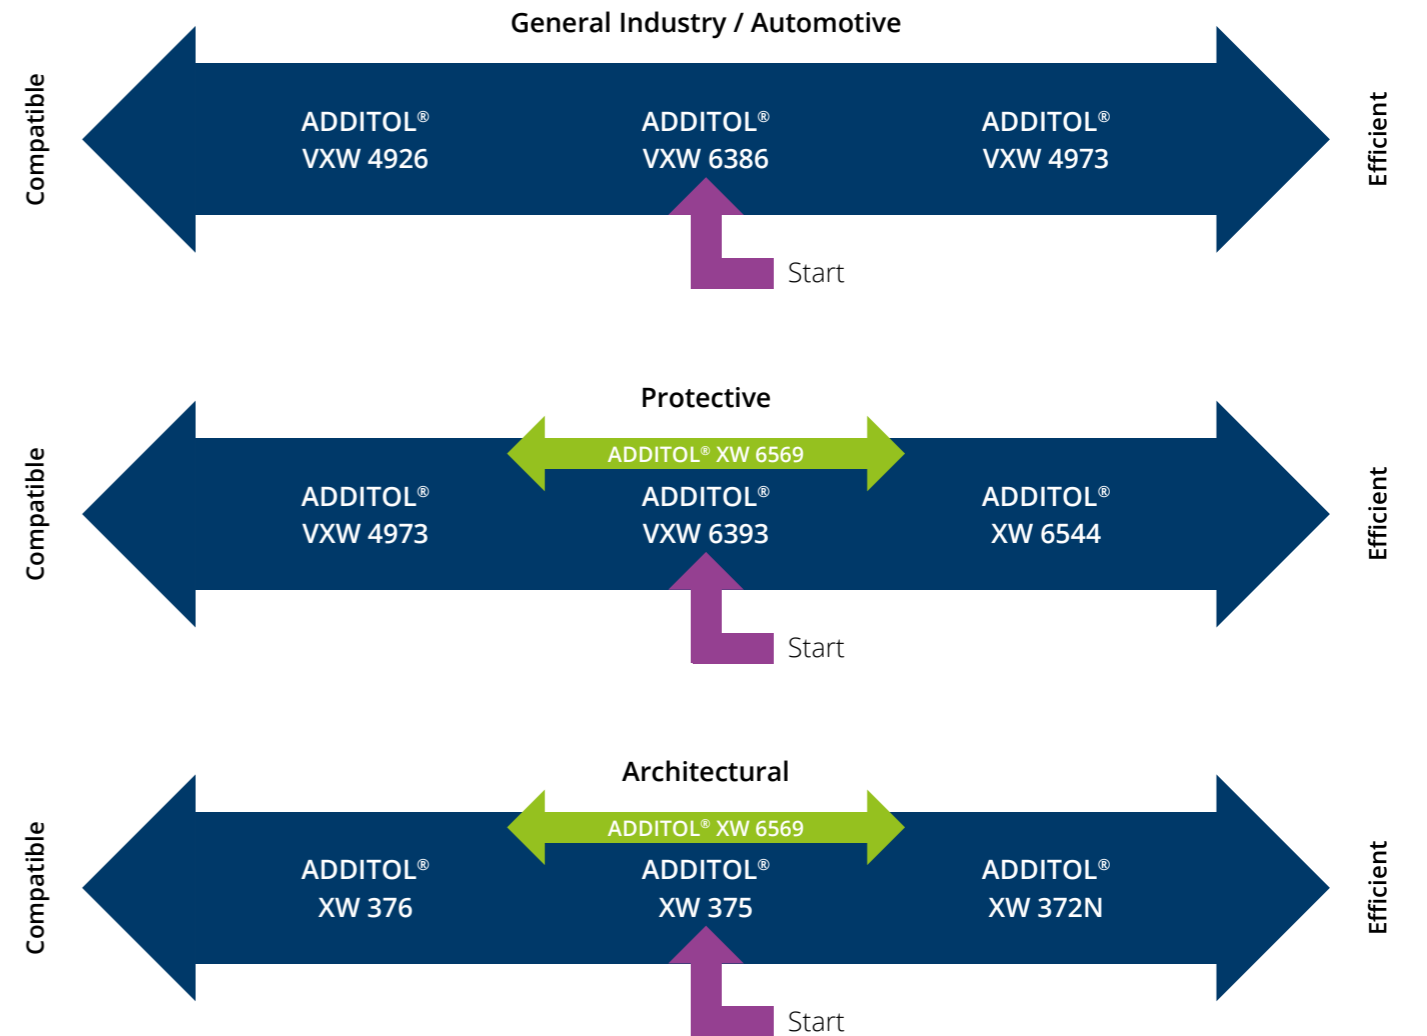 General Industry / Automotive
Compatible
ADDITOL®
VXW 4926
ADDITOL®
VXW 6386
ADDITOL®
VXW 4973
Efficient
Start
Protective
ADDITOL® XW 6569
Compatible
ADDITOL®
VXW 4973
ADDITOL®
VXW 6393
ADDITOL®
XW 6544
Efficient
Start
Architectural
ADDITOL® XW 6569
Compatible
ADDITOL®
XW 376
ADDITOL®
XW 375
ADDITOL®
XW 372N
Efficient
Start